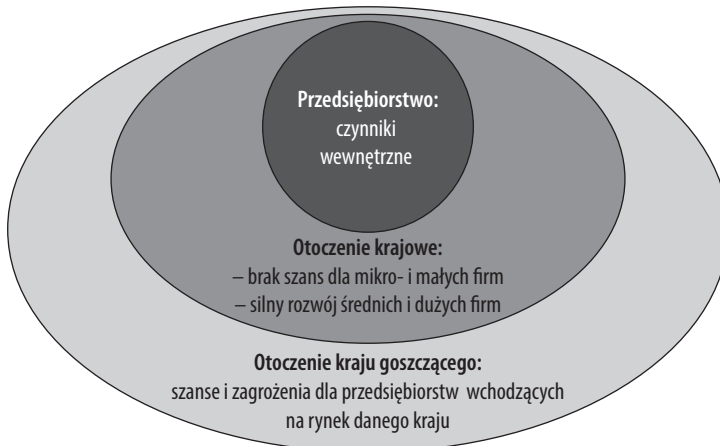 Przedsiębiorstwo:
czynniki
wewnętrzne
Otoczenie krajowe:
– brak szans dla mikro- i małych firm
– silny rozwój średnich i dużych firm
Otoczenie kraju goszczącego:
szanse i zagrożenia dla przedsiębiorstw wchodzących
na rynek danego kraju